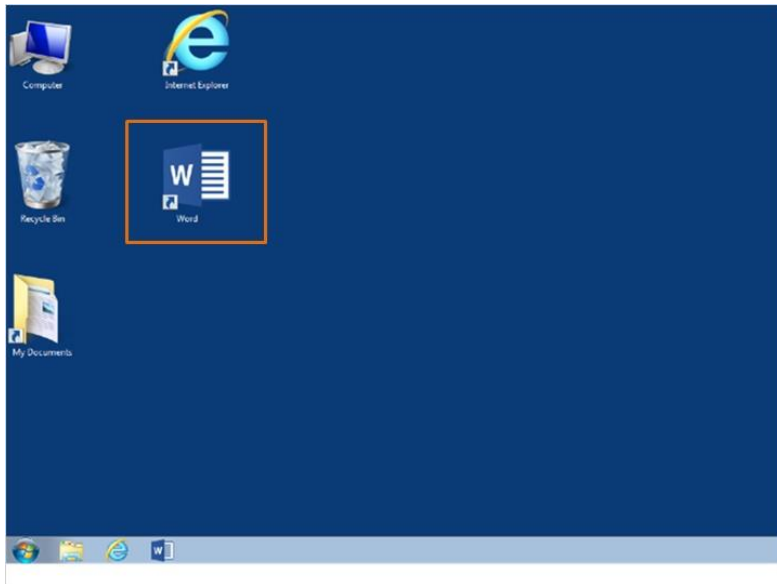 Computer
Internet Explorer
W
Recycle Bin
Word
My Documents
W